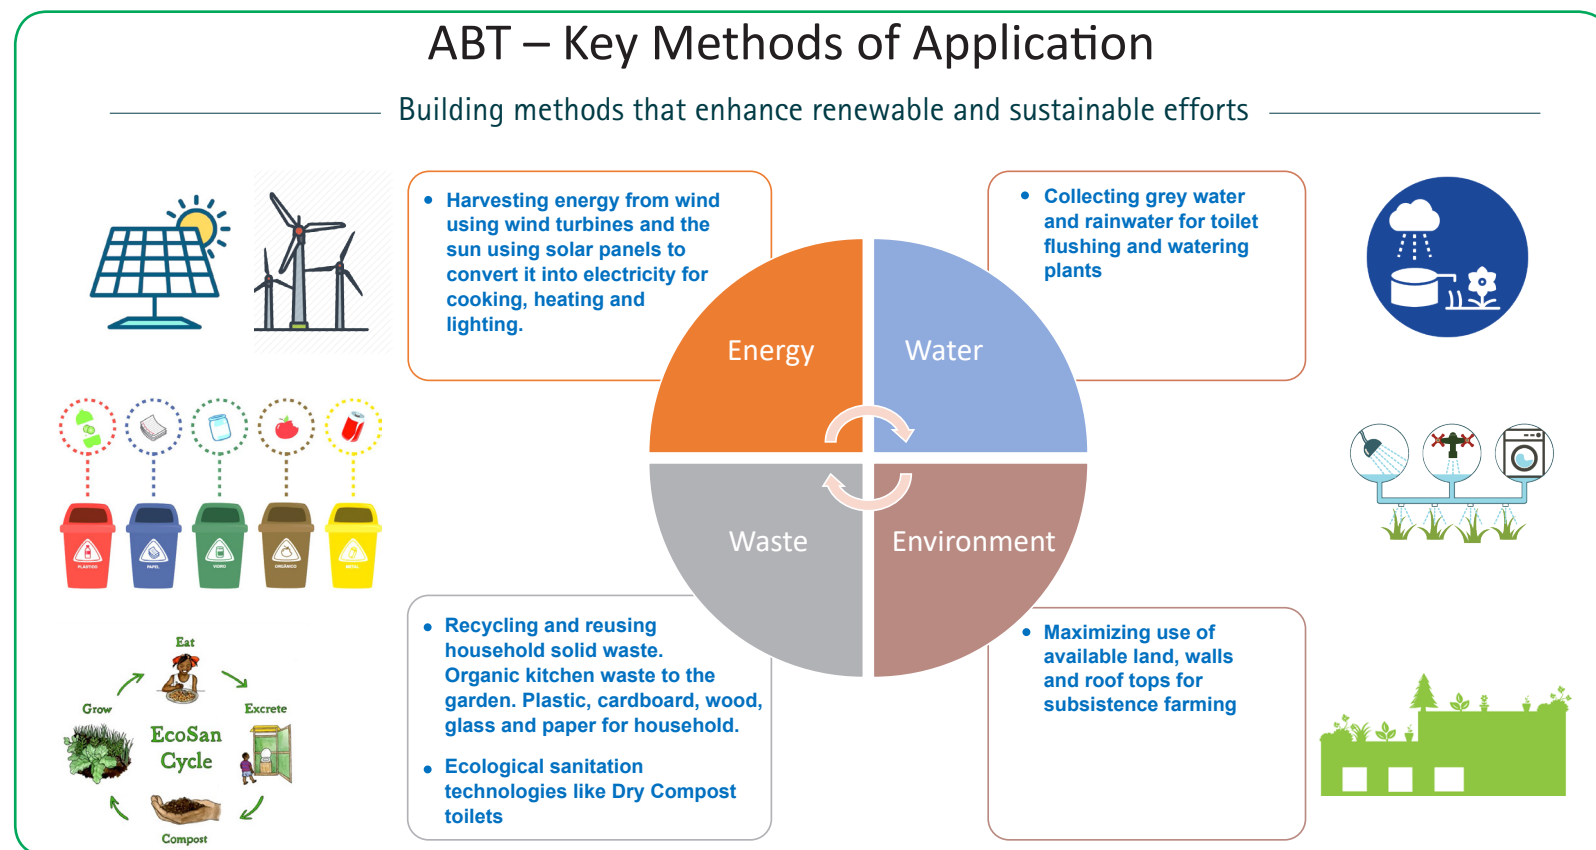 ABT – Key Methods of Application
Building methods that enhance renewable and sustainable efforts
• Harvesting energy from wind
using wind turbines and the
sun using solar panels to
convert it into electricity for
cooking, heating and
lighting.
• Collecting grey water
and rainwater for toilet
flushing and watering
plants
Energy
Water
Waste
Environment
PLÁSTICO
PAPEL
VIDRO
ORGÂNICO
METAL
• Recycling and reusing
household solid waste.
Organic kitchen waste to the
garden. Plastic, cardboard, wood,
glass and paper for household.
• Ecological sanitation
technologies like Dry Compost
toilets
• Maximizing use of
available land, walls
and roof tops for
subsistence farming
Eat
Grow
Excrete
EcoSan
Cycle
Compost